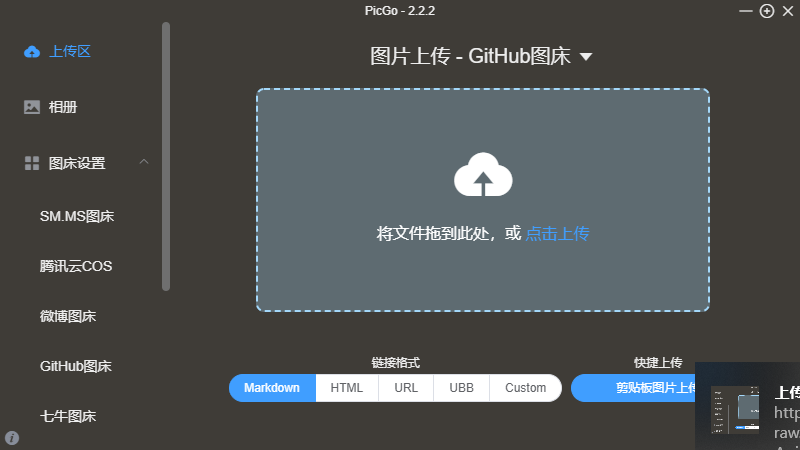 PicGo - 2.2.2
上传区
相册
图床设置
SM.MS图床
腾讯云COS
微博图床
GitHub图床
七牛图床
图片上传 - GitHub图床
将文件拖到此处，或 点击上传
链接格式
Markdown HTML URL UBB Custom
快捷上传
剪贴板图片上传
上传
http
raw.